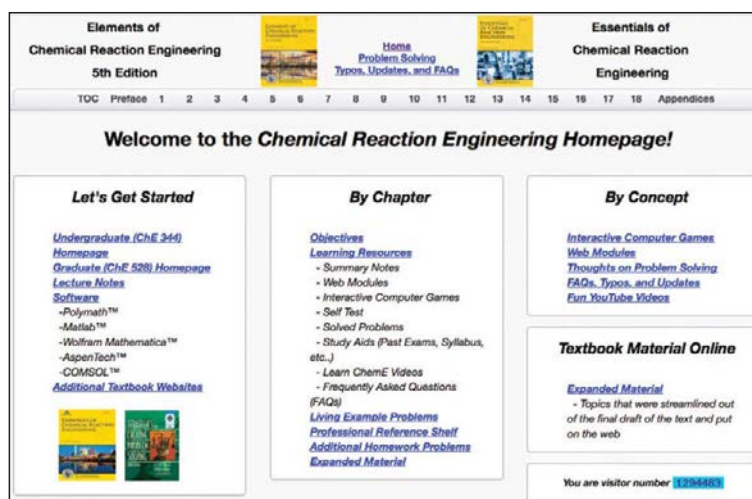 Elements of
Chemical Reaction Engineering
5th Edition
Home
Problem Solving
Typos, Updates, and FAQs
Essentials of
Chemical Reaction
Engineering
TOC Preface 1 2 3 4 5 6 7 8 9 10 11 12 13 14 15 16 17 18 Appendices
Welcome to the Chemical Reaction Engineering Homepage!
Let's Get Started
Undergraduate (ChE 344)
Homepage
Graduate (ChE 528) Homepage
Lecture Notes
Software
-Polymath™
-Matlab™
-Wolfram Mathematica™
-AspenTech™
-COMSOL™
Additional Textbook Websites
By Chapter
Objectives
Learning Resources
- Summary Notes
- Web Modules
- Interactive Computer Games
- Self Test
- Solved Problems
- Study Aids (Past Exams, Syllabus,
etc..)
- Learn ChemE Videos
- Frequently Asked Questions
(FAQs)
Living Example Problems
Professional Reference Shelf
Additional Homework Problems
Expanded Material
By Concept
Interactive Computer Games
Web Modules
Thoughts on Problem Solving
FAQs, Typos, and Updates
Fun YouTube Videos
Textbook Material Online
Expanded Material
- Topics that were streamlined out
of the final draft of the text and put
on the web
You are visitor number 1294483